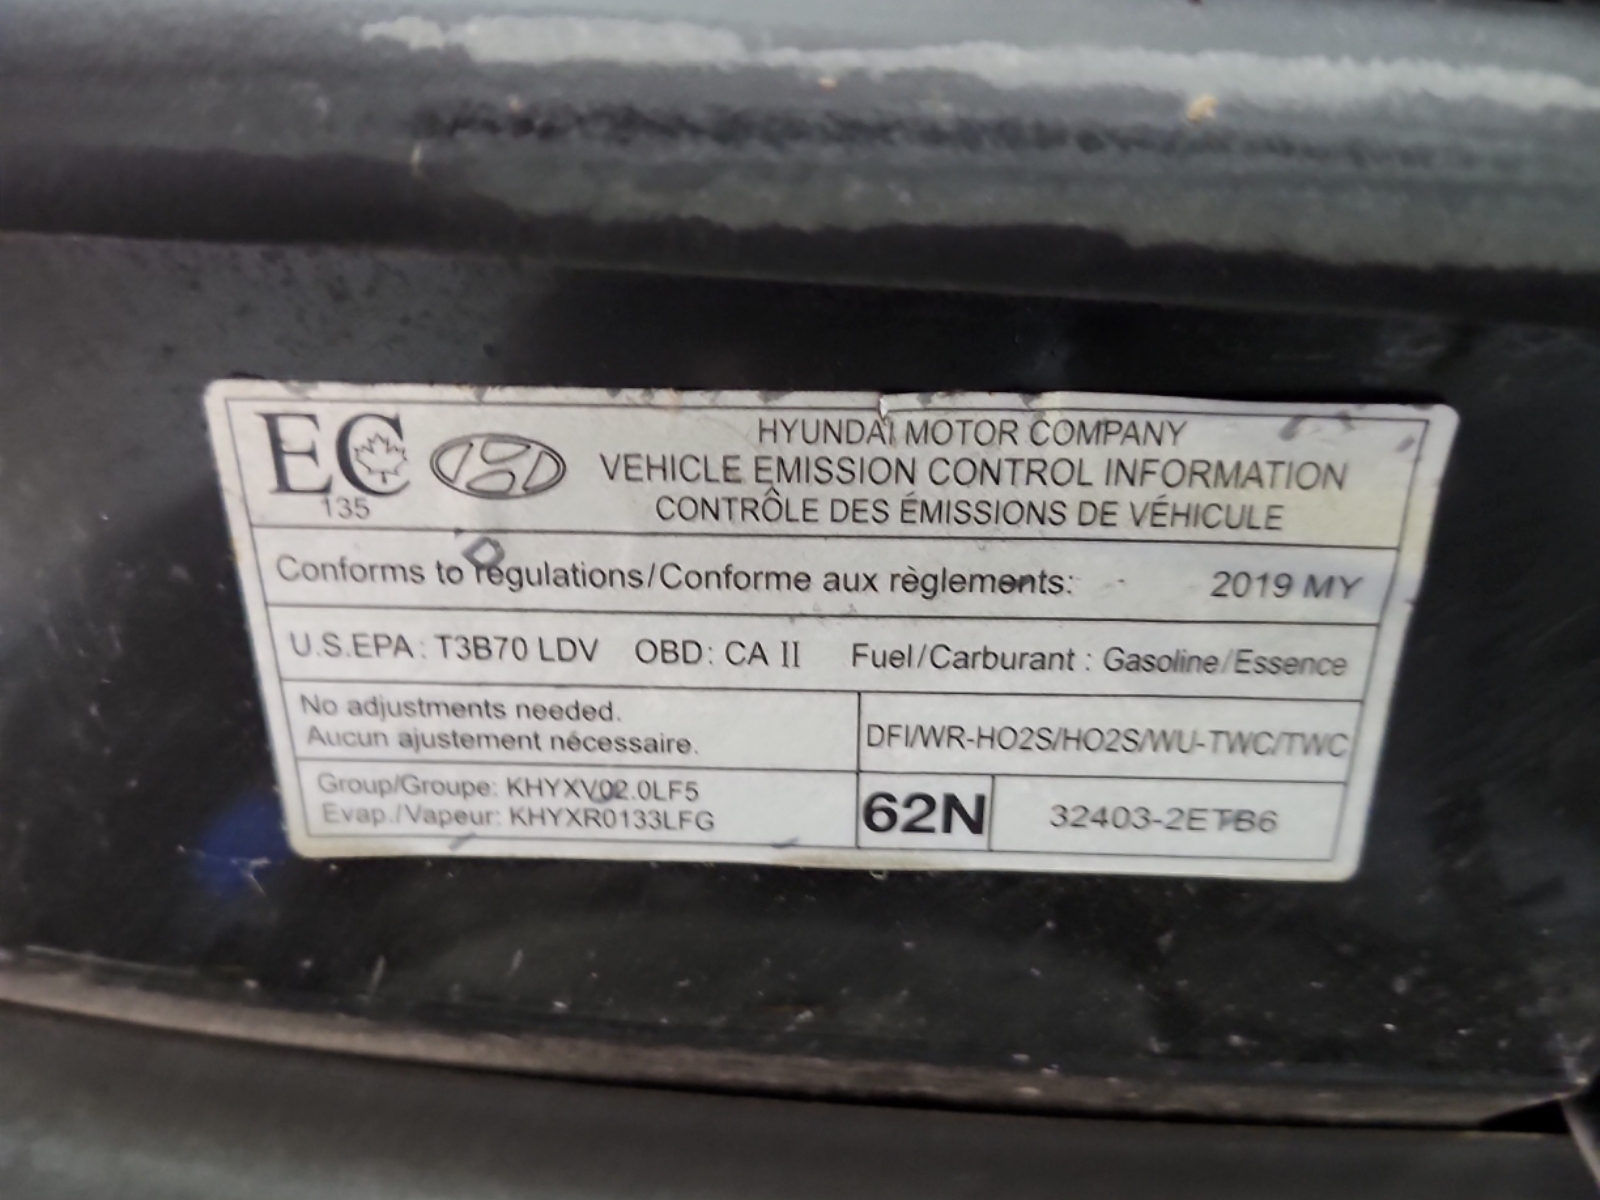 EC
135
HYUNDAI MOTOR COMPANY
VEHICLE EMISSION CONTROL INFORMATION
CONTRÔLE DES ÉMISSIONS DE VÉHICULE
Conforms to regulations/Conforme aux règlements: 2019 MY
U.S.EPA: T3B70 LDV OBD: CA II Fuel/Carburant : Gasoline/Essence
No adjustments needed.
Aucun ajustement nécessaire.
DFI/WR-HO2S/HO2S/WU-TWC/TWC
Group/Groupe: KHYXV02.0LF5
Evap./Vapeur: KHYXR0133LFG
62N
32403-2ETB6